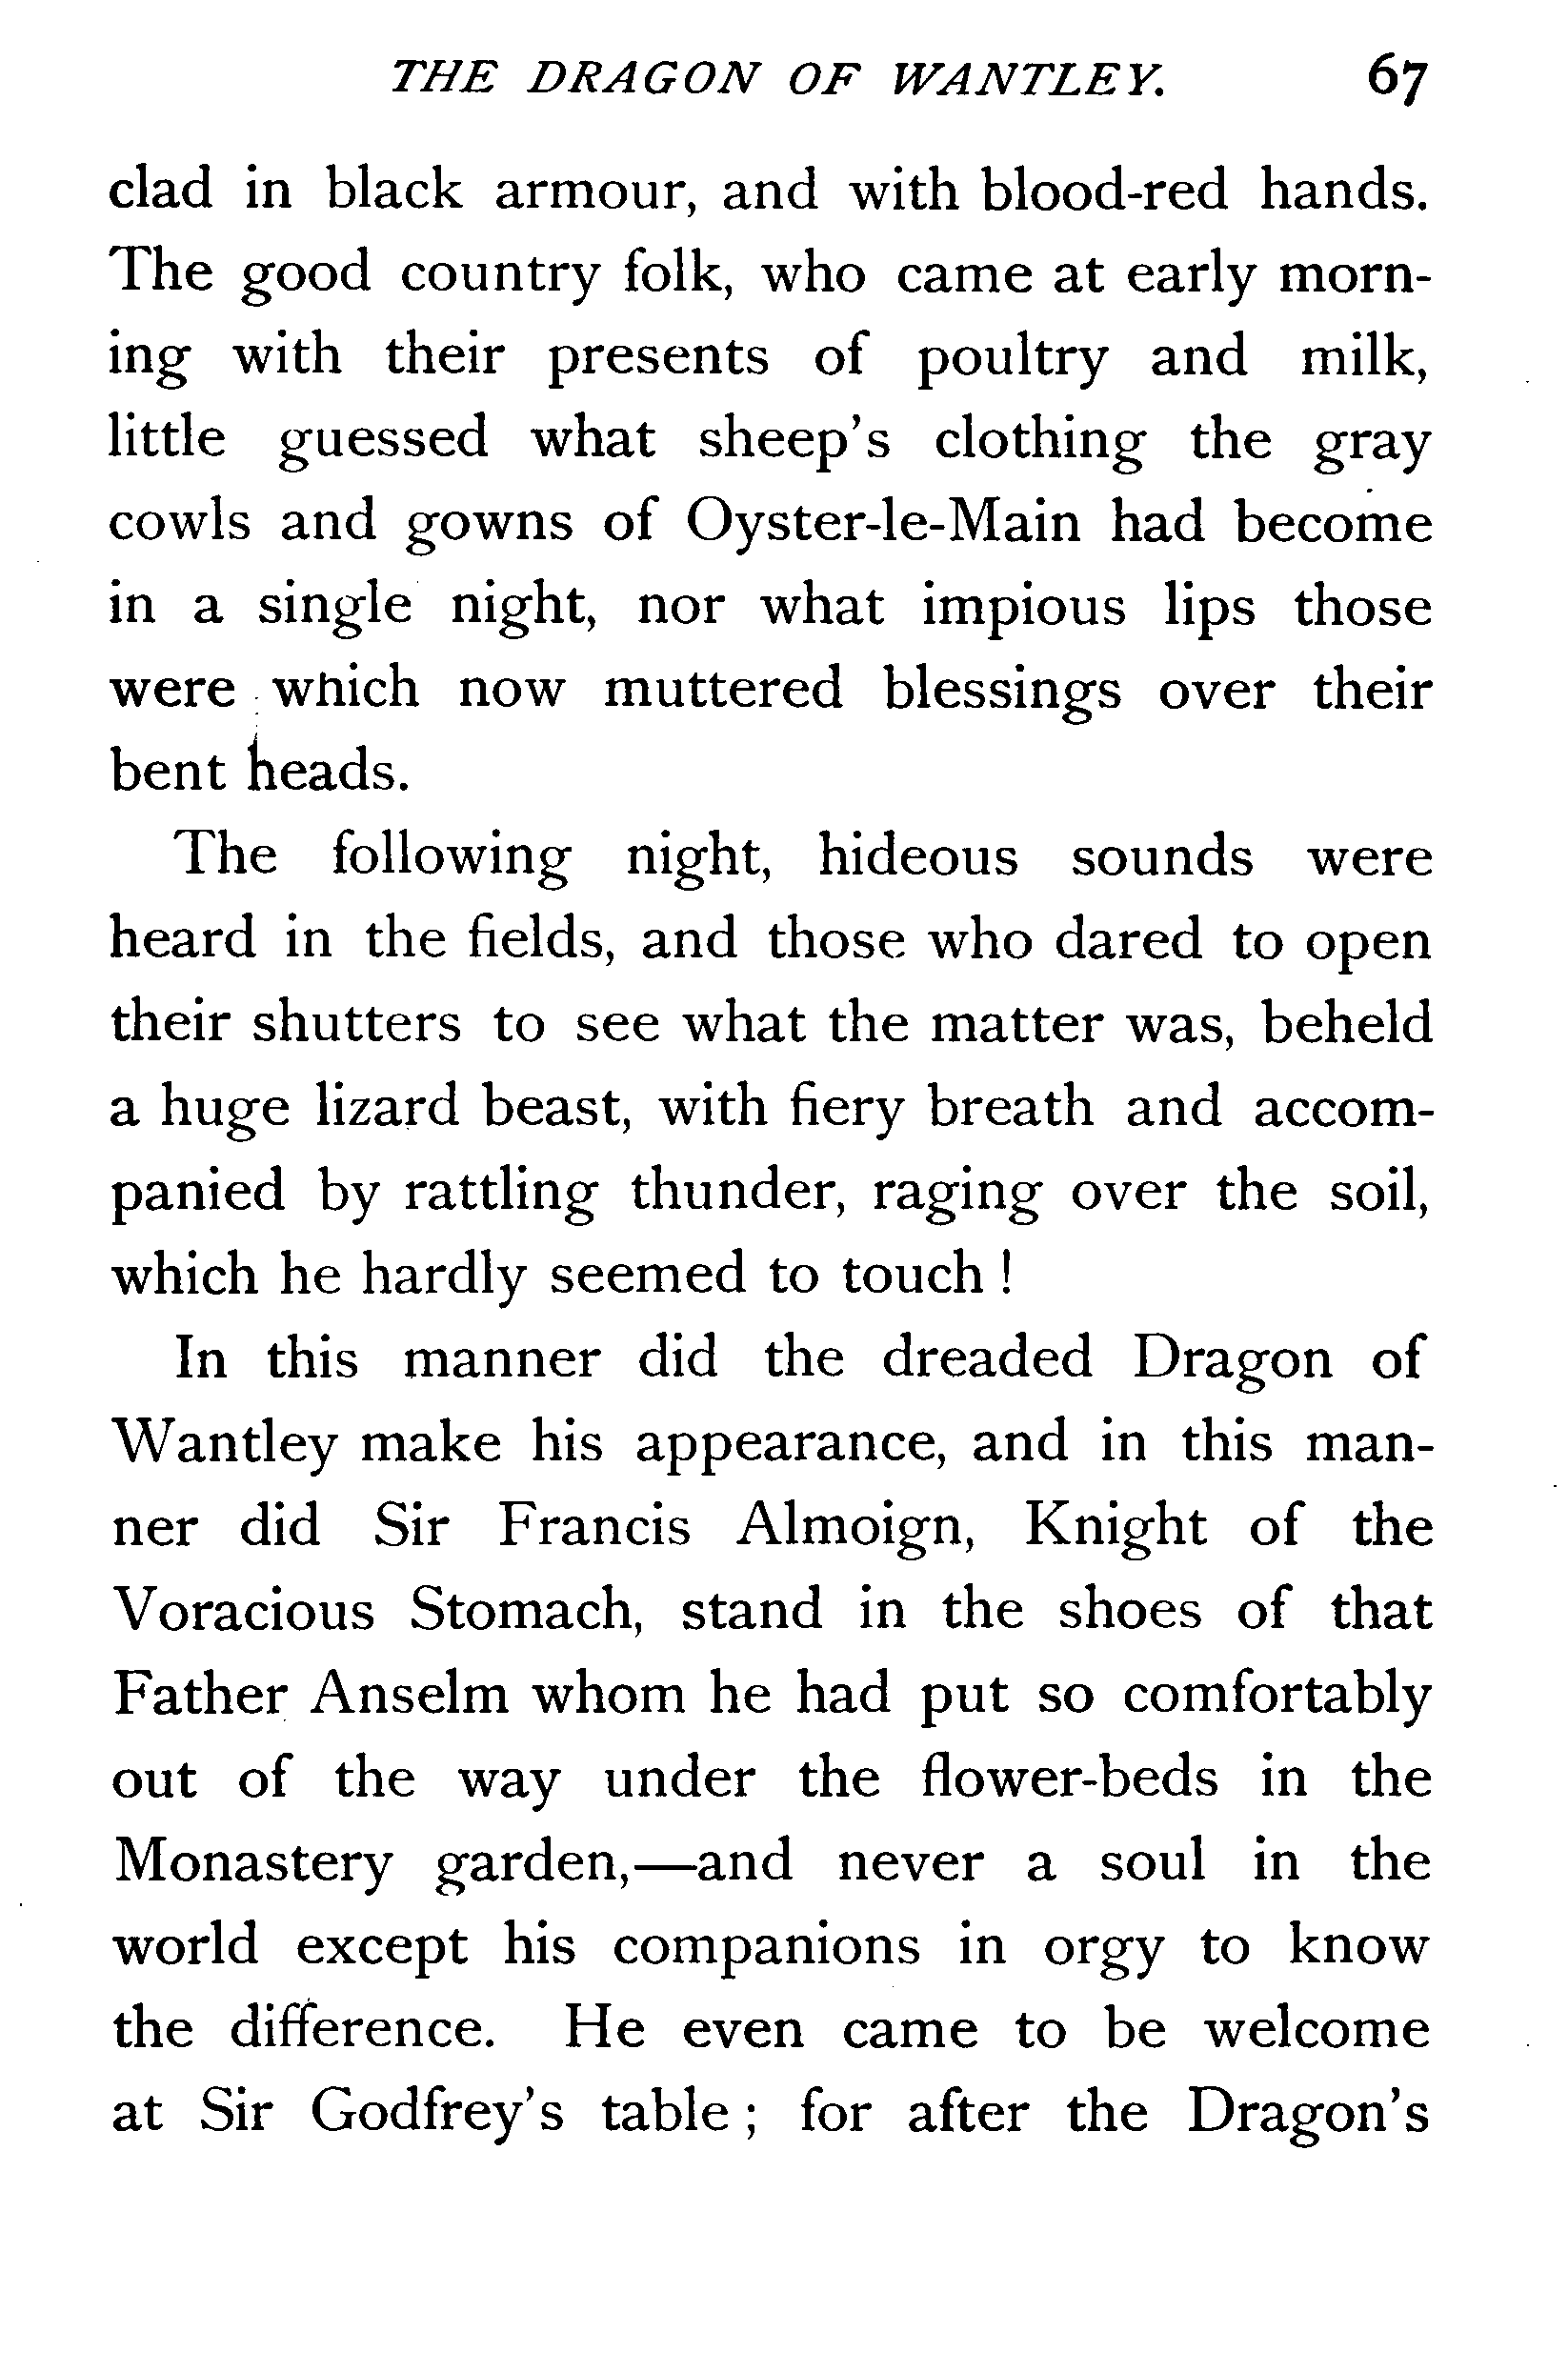 THE DRAGON OF WANTLEY. 67
clad in black armour, and with blood-red hands.
The good country folk, who came at early morn-
ing with their presents of poultry and milk,
little guessed what sheep's clothing the gray
cowls and gowns of Oyster-le-Main had become
in a single night, nor what impious lips those
were which now muttered blessings over their
bent heads.
The following night, hideous sounds were
heard in the fields, and those who dared to open
their shutters to see what the matter was, beheld
a huge lizard beast, with fiery breath and accom-
panied by rattling thunder, raging over the soil,
which he hardly seemed to touch !
In this manner did the dreaded Dragon of
Wantley make his appearance, and in this man-
ner did Sir Francis Almoign, Knight of the
Voracious Stomach, stand in the shoes of that
Father Anselm whom he had put so comfortably
out of the way under the flower-beds in the
Monastery garden,—and never a soul in the
world except his companions in orgy to know
the difference. He even came to be welcome
at Sir Godfrey's table ; for after the Dragon's